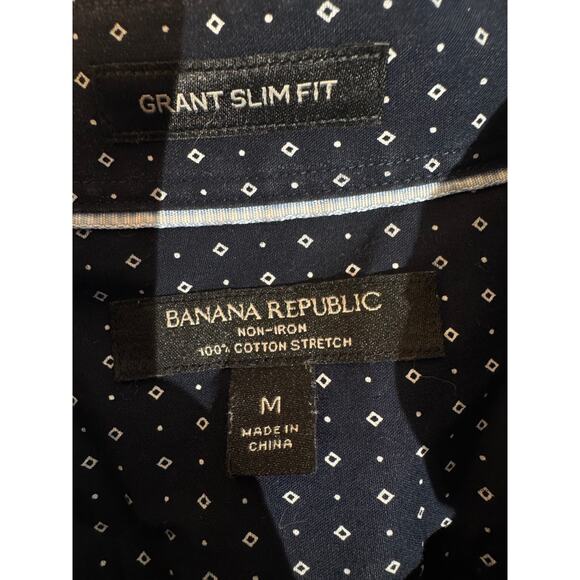 GRANT SLIM FIT
BANANA REPUBLIC
NON-IRON
100% COTTON STRETCH
M
MADE IN
CHINA